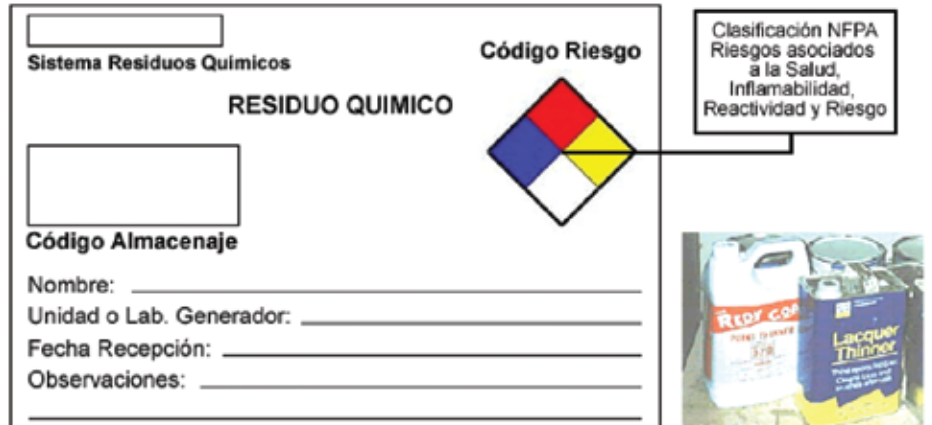 Sistema Residuos Quimicos
Código Riesgo
RESIDUO QUIMICO
Código Almacenaje
Nombre:
Unidad o Lab. Generador:
Fecha Recepción:
Observaciones:
Clasificación NFPA
Riesgos asociados
a la Salud,
Inflamabilidad,
Reactividad y Riesgo
REDY
Lacquer
Thinner